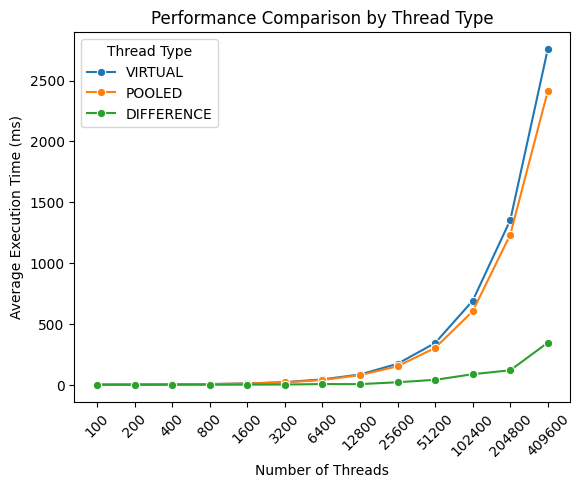 Performance Comparison by Thread Type
Thread Type
VIRTUAL
POOLED
DIFFERENCE
Average Execution Time (ms)
2500
2000
1500
1000
500
0
100
200
400
800
1600
3200
6400
12800
25600
51200
102400
204800
409600
Number of Threads